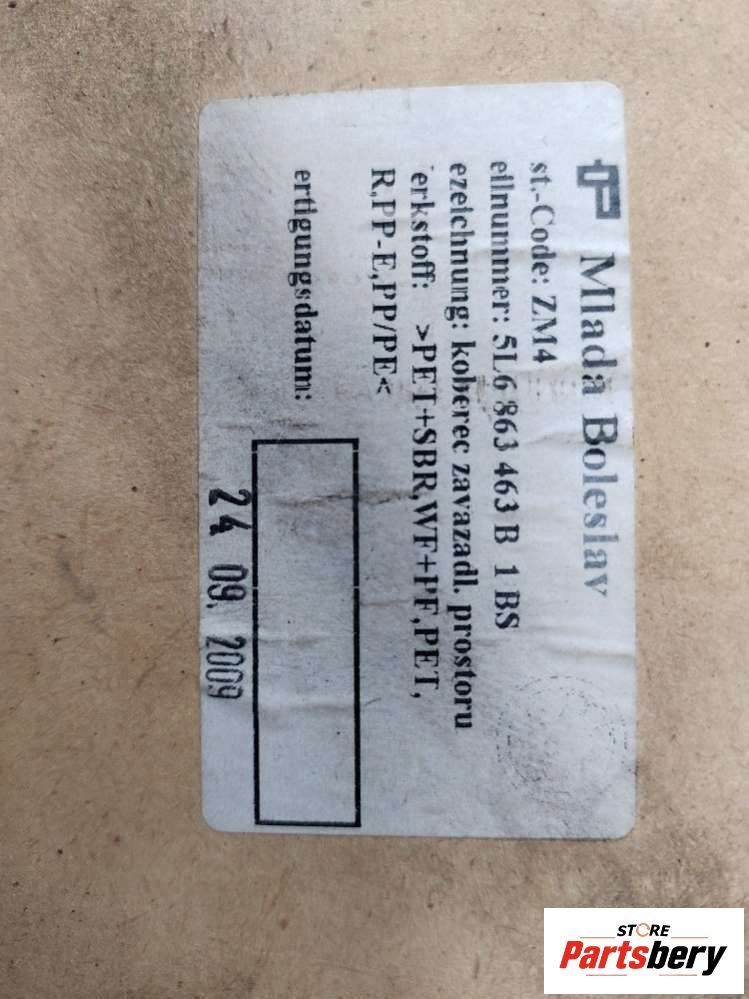 Mlada Boleslav
st.-Code: ZM4
eilnummer: 5L6 863 463 B 1BS
ezeichnung: koberec zavazadl. prostoru
erkstoff: >PET+SBR,WF+PF,PET,
R,PP-E,PP/PE<
ertigungsdatum:
24 09. 2009
STORE
Partsbery